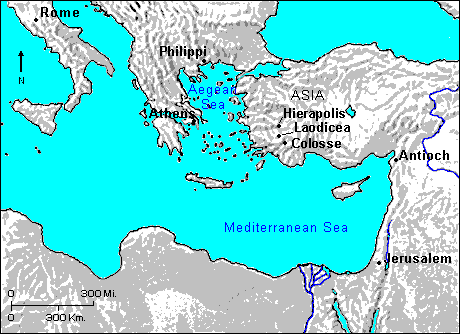 Rome
Philippi
N
Aegean
Sea
ASIA
Athens
Hierapolis
Laodicea
Colosse
Antioch
Mediterranean Sea
Jerusalem
0 300 Mi.
0 300 Km.